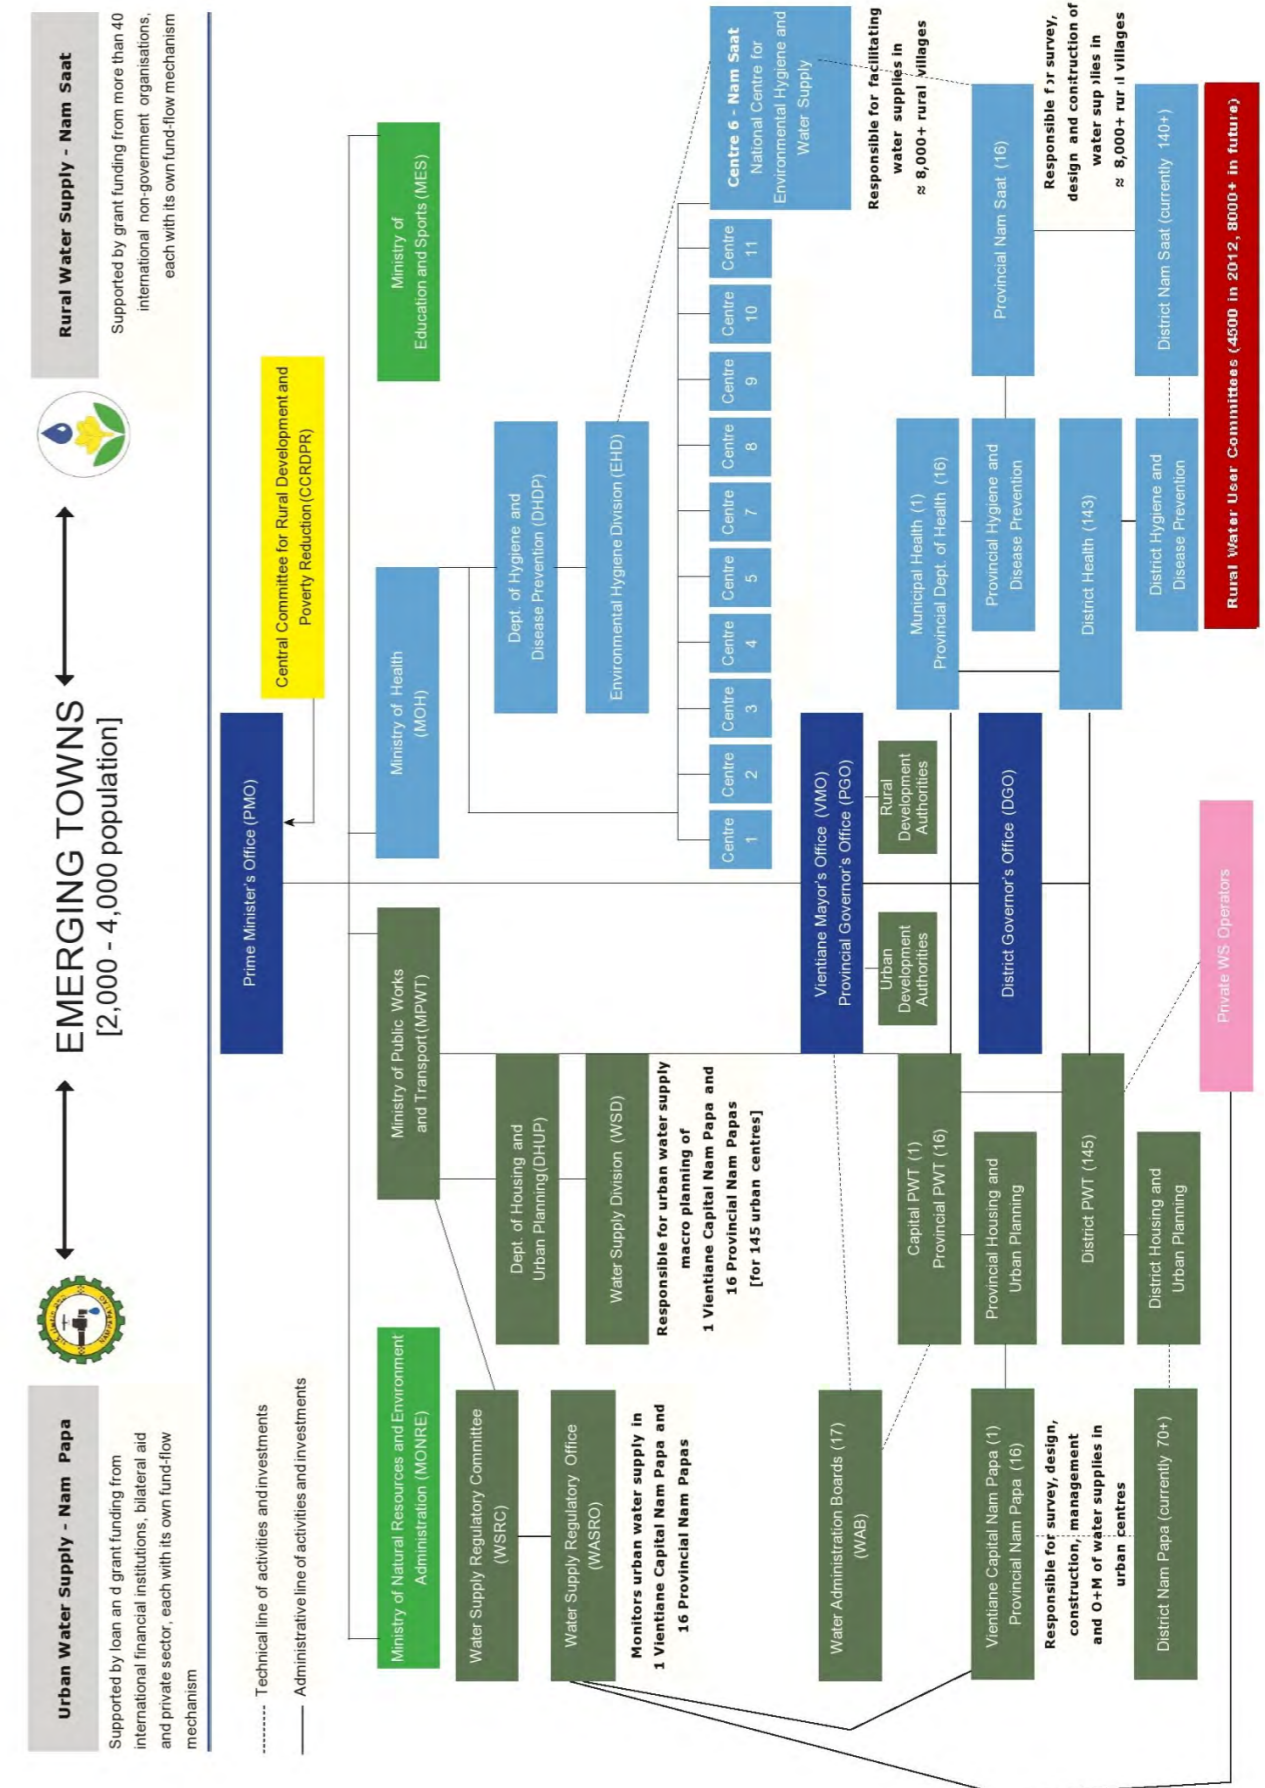 Urban Water Supply - Nam Papa
Supported by loan an d grant funding from
international financial institutions, bilateral aid
and private sector, each with its own fund-flow
mechanism
EMERGING TOWNS
[2,000 - 4,000 population]
Rural Water Supply - Nam Saat
Supported by grant funding from more than 40
international non-government organisations,
each with its own fund-flow mechanism
Technical line of activities and investments
Administrative line of activities and investments
Prime Minister's Office (PMO)
Central Committee for Rural Development and
Poverty Reduction (CCRDPR)
Ministry of Natural Resources and Environment
Administration (MONRE)
Ministry of Public Works
and Transport (MPWT)
Ministry of Health
(MOH)
Ministry of
Education and Sports (MES)
Water Supply Regulatory Committee
(WSRC)
Dept. of Housing and
Urban Planning(DHUP)
Dept. of Hygiene and
Disease Prevention (DHDP)
Water Supply Regulatory Office
(WASRO)
Water Supply Division (WSD)
Environmental Hygiene Division (EHD)
Monitors urban water supply in
1 Vientiane Capital Nam Papa and
16 Provincial Nam Papas
Responsible for urban water supply
macro planning of
1 Vientiane Capital Nam Papa and
16 Provincial Nam Papas
[for 145 urban centres]
Centre
1
Centre
2
Centre
3
Centre
4
Centre
5
Centre
7
Centre
8
Centre
9
Centre
10
Centre
11
Centre 6 - Nam Saat
National Centre for
Environmental Hygiene and
Water Supply
Responsible for facilitating
water supplies in
≈ 8,000+ rural villages
Water Administration Boards (17)
(WAB)
Vientiane Mayor's Office (VMO)
Provincial Governor's Office (PGO)
Urban
Development
Authorities
Rural
Development
Authorities
Capital PWT (1)
Provincial PWT (16)
Municipal Health (1)
Provincial Dept. of Health (16)
Vientiane Capital Nam Papa (1)
Provincial Nam Papa (16)
Provincial Housing and
Urban Planning
District Governor's Office (DGO)
Provincial Hygiene and
Disease Prevention
Provincial Nam Saat (16)
Responsible for survey, design,
construction, management
and O+M of water supplies in
urban centres
District PWT (145)
District Health (143)
Responsible for survey,
design and construction of
water supplies in
≈ 8,000+ rural villages
District Nam Papa (currently 70+)
District Housing and
Urban Planning
District Hygiene and
Disease Prevention
District Nam Saat (currently 140+)
Private WS Operators
Rural Water User Committees (4500 in 2012, 8000+ in future)